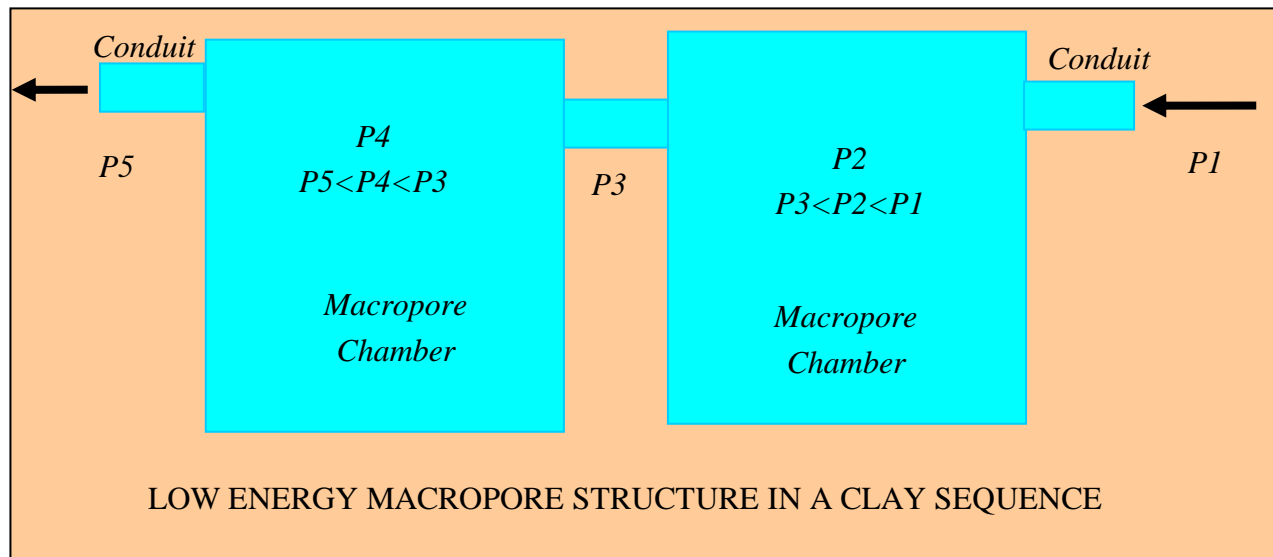 Conduit
Conduit
P4
P5<P4<P3
P5
P3
P2
P3<P2<P1
P1
Macropore
Chamber
Macropore
Chamber
LOW ENERGY MACROPORE STRUCTURE IN A CLAY SEQUENCE